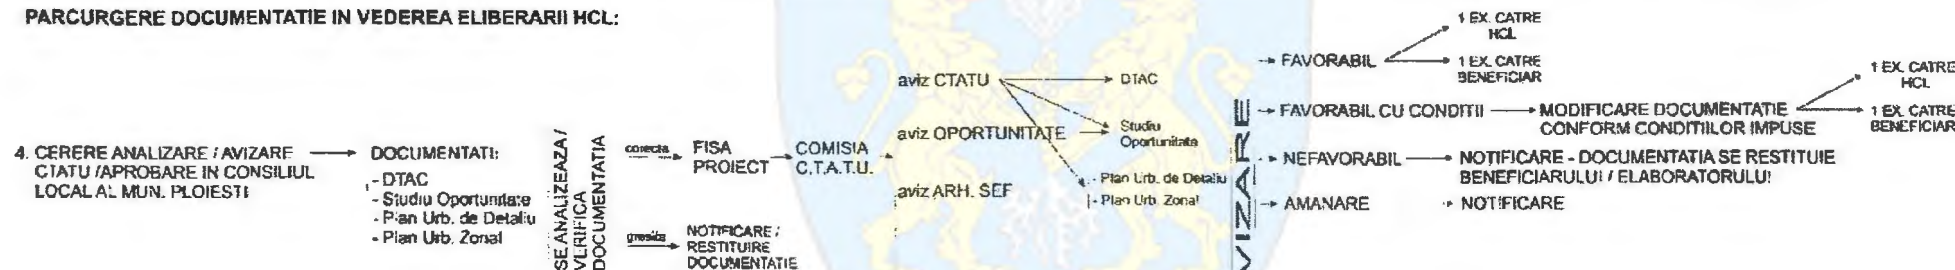 PARCURGERE DOCUMENTATIE IN VEDEREA ELIBERARII HCL:
4. CERERE ANALIZARE / AVIZARE
CTATU /APROBARE IN CONSILIUL
LOCAL AL MUN. PLOIESTI
DOCUMENTATI:
- DTAC
- Studiu Oportunitate
- Plan Urb. de Detaliu
- Plan Urb. Zonal
SE ANALIZEAZA /
VERIFICA
DOCUMENTATIA
corecta
FISA
PROIECT
COMISIA
C.T.A.T.U.
gresita
NOTIFICARE /
RESTITUIRE
DOCUMENTATIE
aviz CTATU
aviz OPORTUNITATE
aviz ARH. SEF
DTAC
Studiu
Oportunitate
- Plan Urb. de Detaliu
- Plan Urb. Zonal
VIZARE
FAVORABIL
1 EX. CATRE
HCL
1 EX. CATRE
BENEFICIAR
FAVORABIL CU CONDITII
MODIFICARE DOCUMENTATIE
CONFORM CONDITIILOR IMPUSE
1 EX. CATRE
HCL
1 EX. CATRE
BENEFICIAR
NEFAVORABIL
NOTIFICARE - DOCUMENTATIA SE RESTITUIE
BENEFICIARULUI / ELABORATORULUI
AMANARE
NOTIFICARE